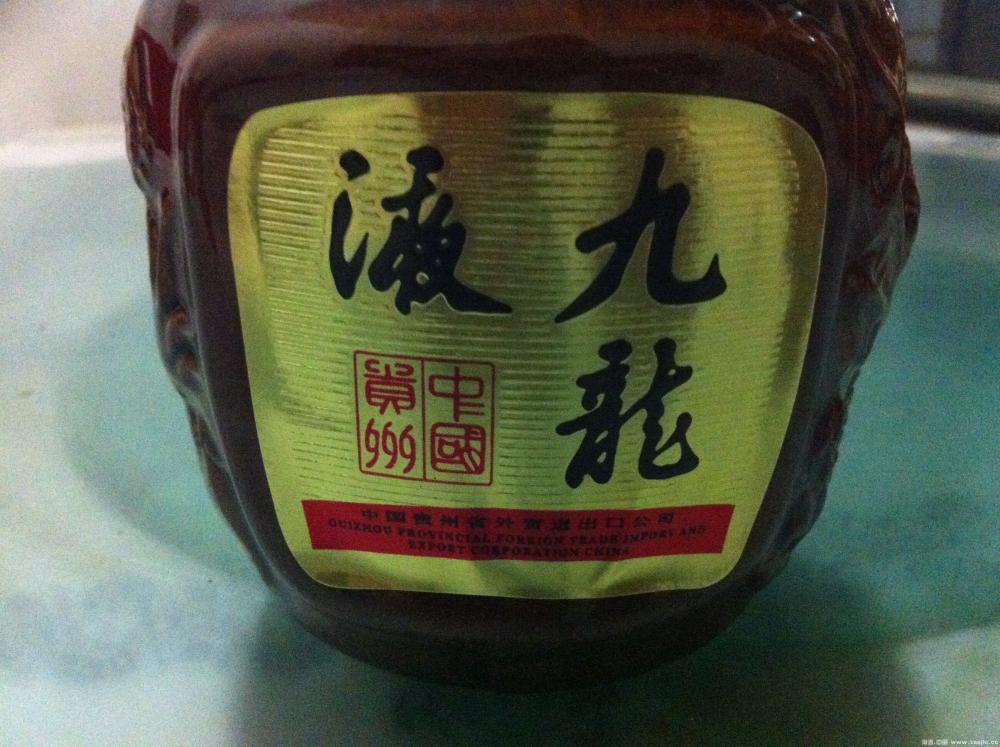 九龍
液
中國
貴州
中国贵州省外贸进出口公司
GUIZHOU PROVINCIAL FOREIGN TRADE IMPORT AND
EXPORT CORPORATION CHINA